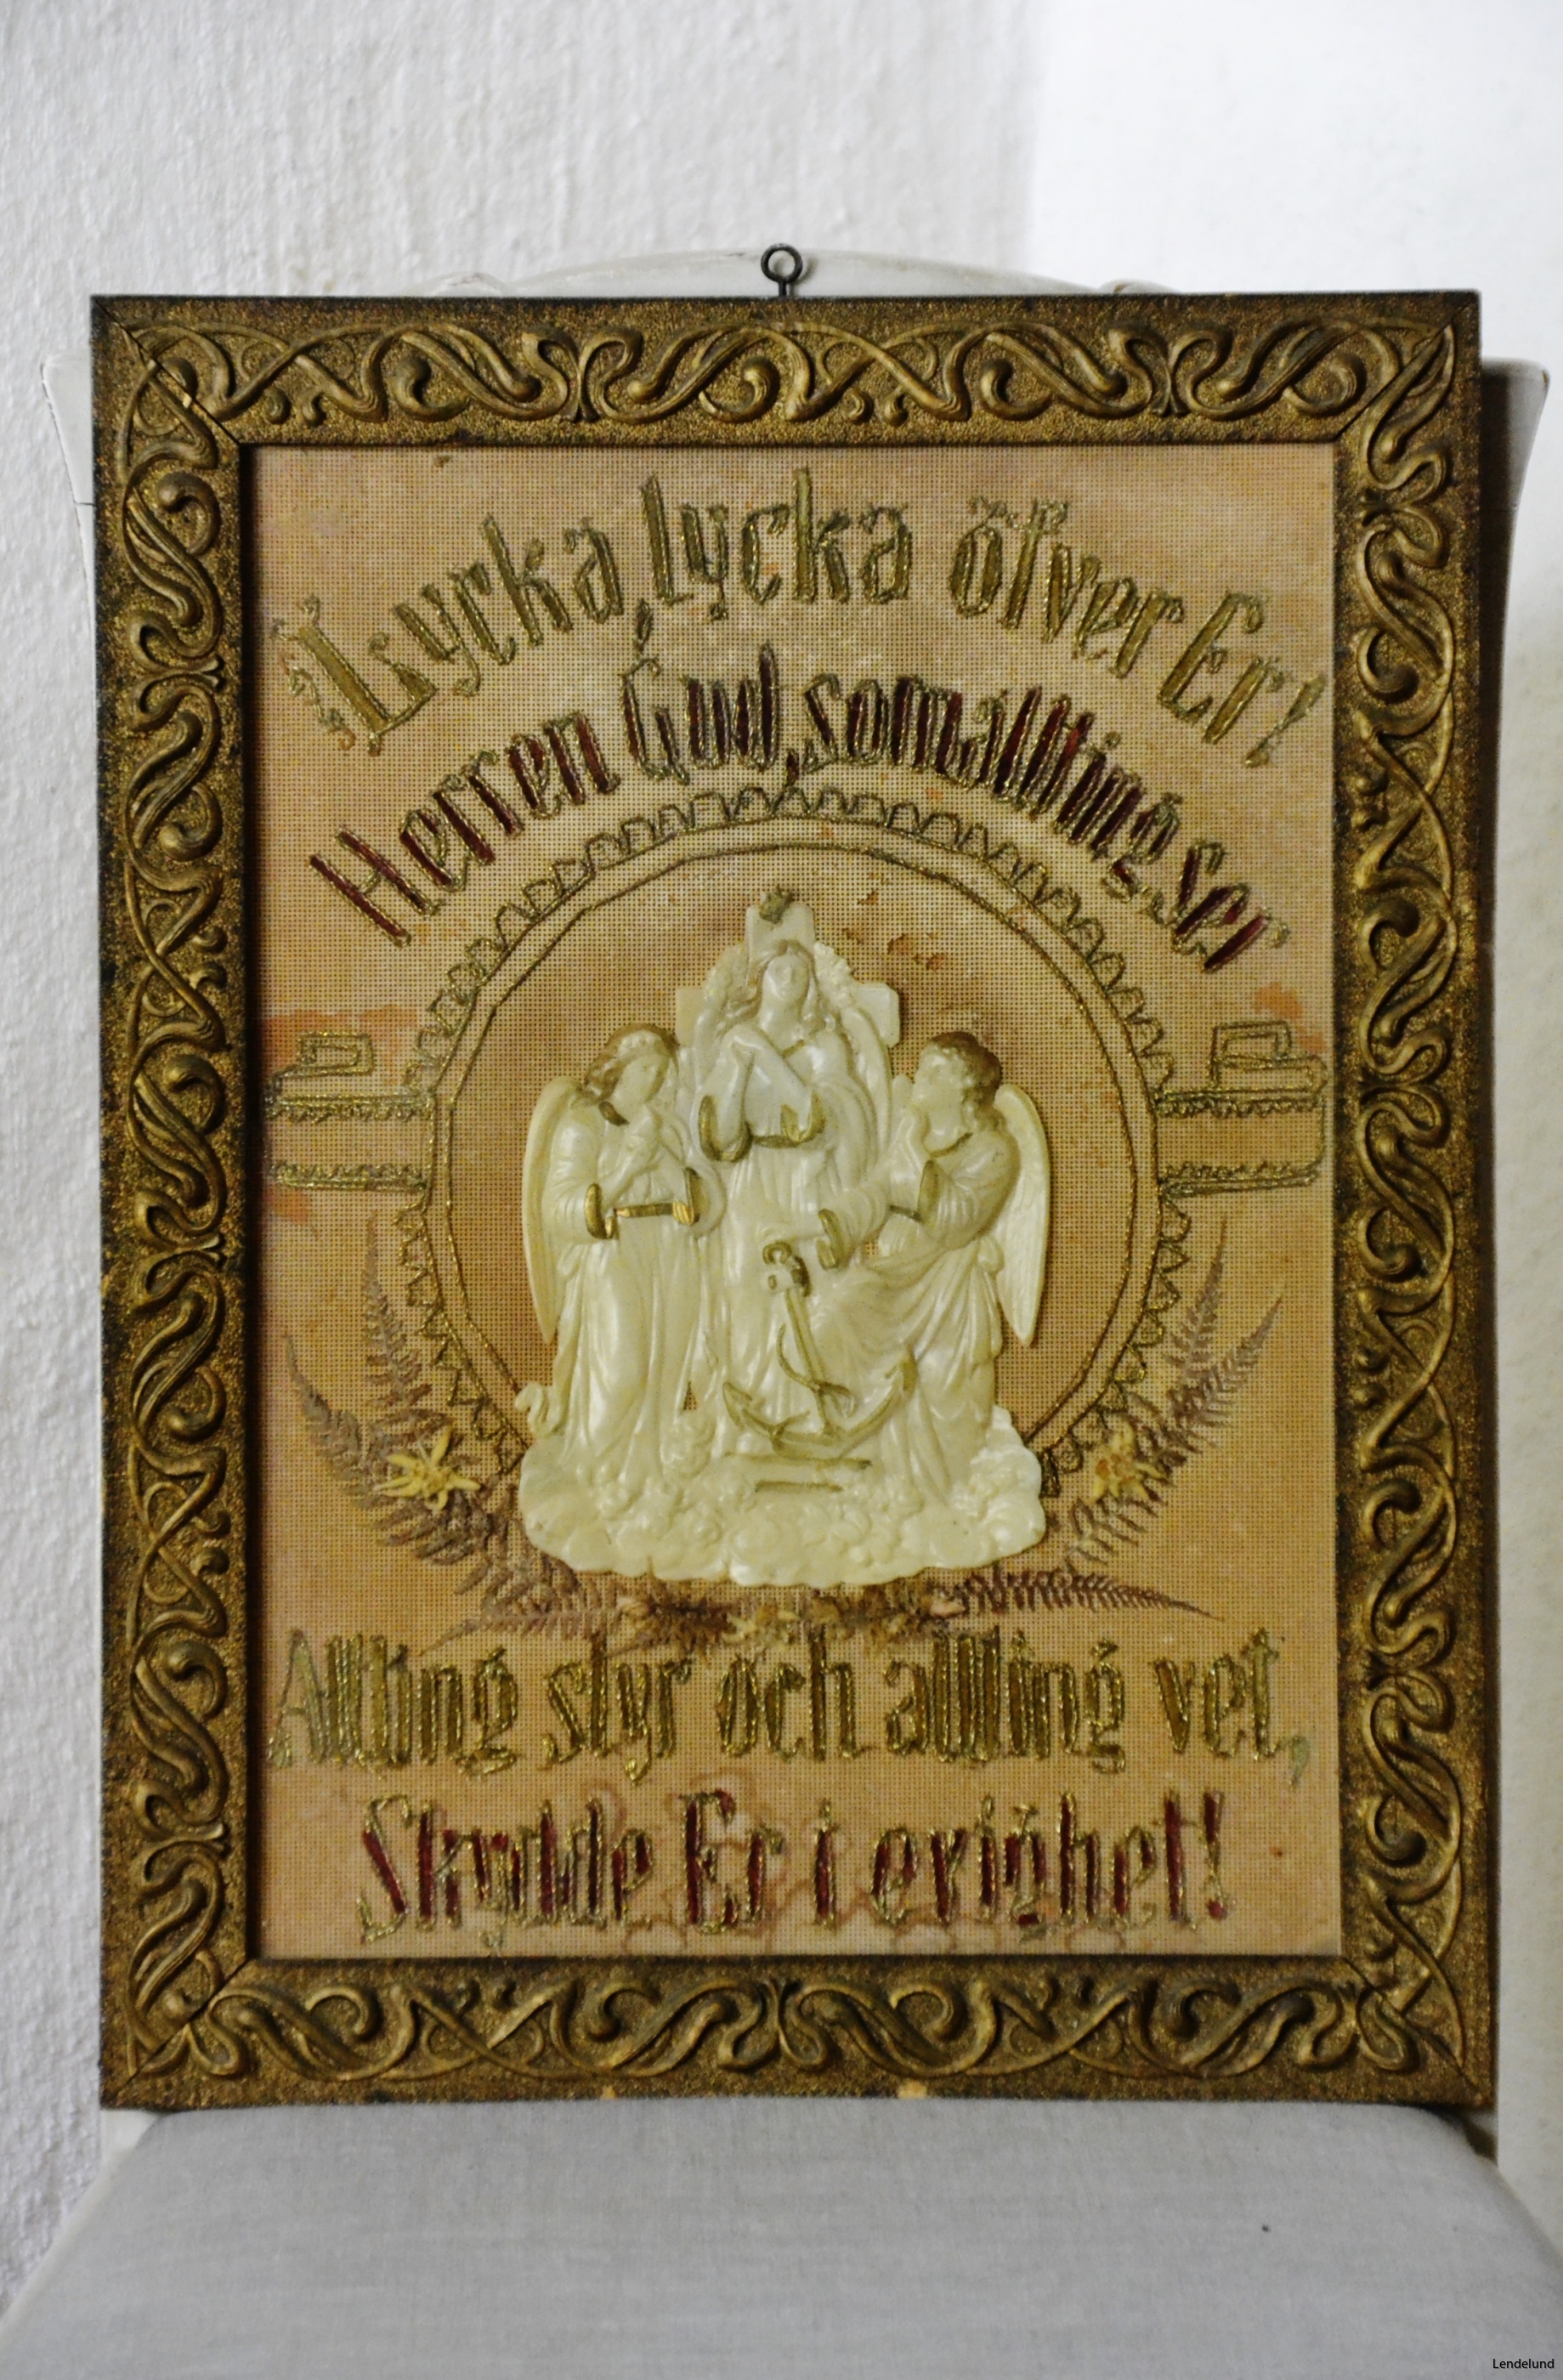 Lycka, lycka öfver Er!
Herren Gud, som allting ser
Allting styr och allting vet,
Skydde Er i evighet!
Lendelund